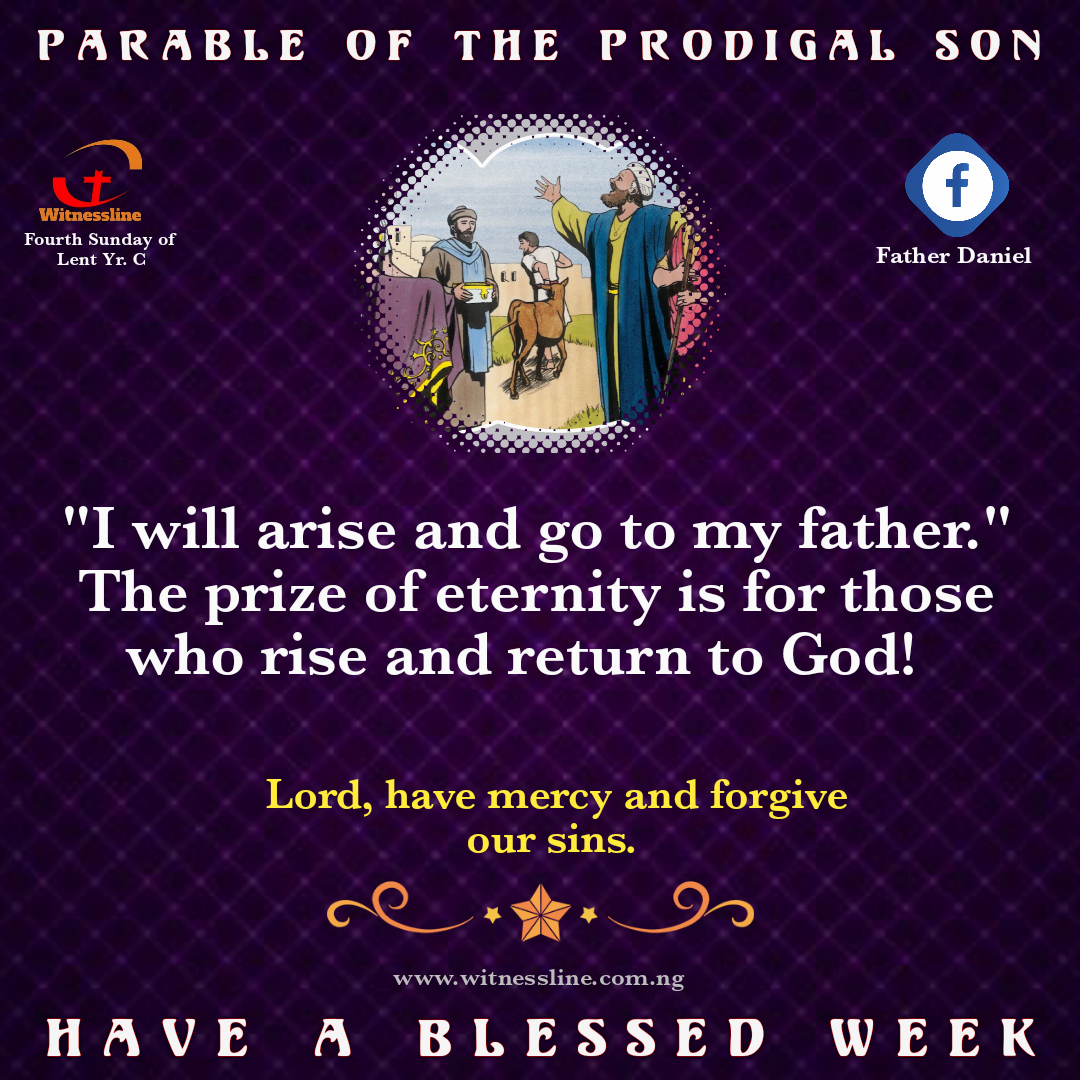 PARABLE OF THE PRODIGAL SON
Witnessline
Fourth Sunday of
Lent Yr. C
f
Father Daniel
"I will arise and go to my father."
The prize of eternity is for those
who rise and return to God!
Lord, have mercy and forgive
our sins.
www.witnessline.com.ng
HAVE A BLESSED WEEK